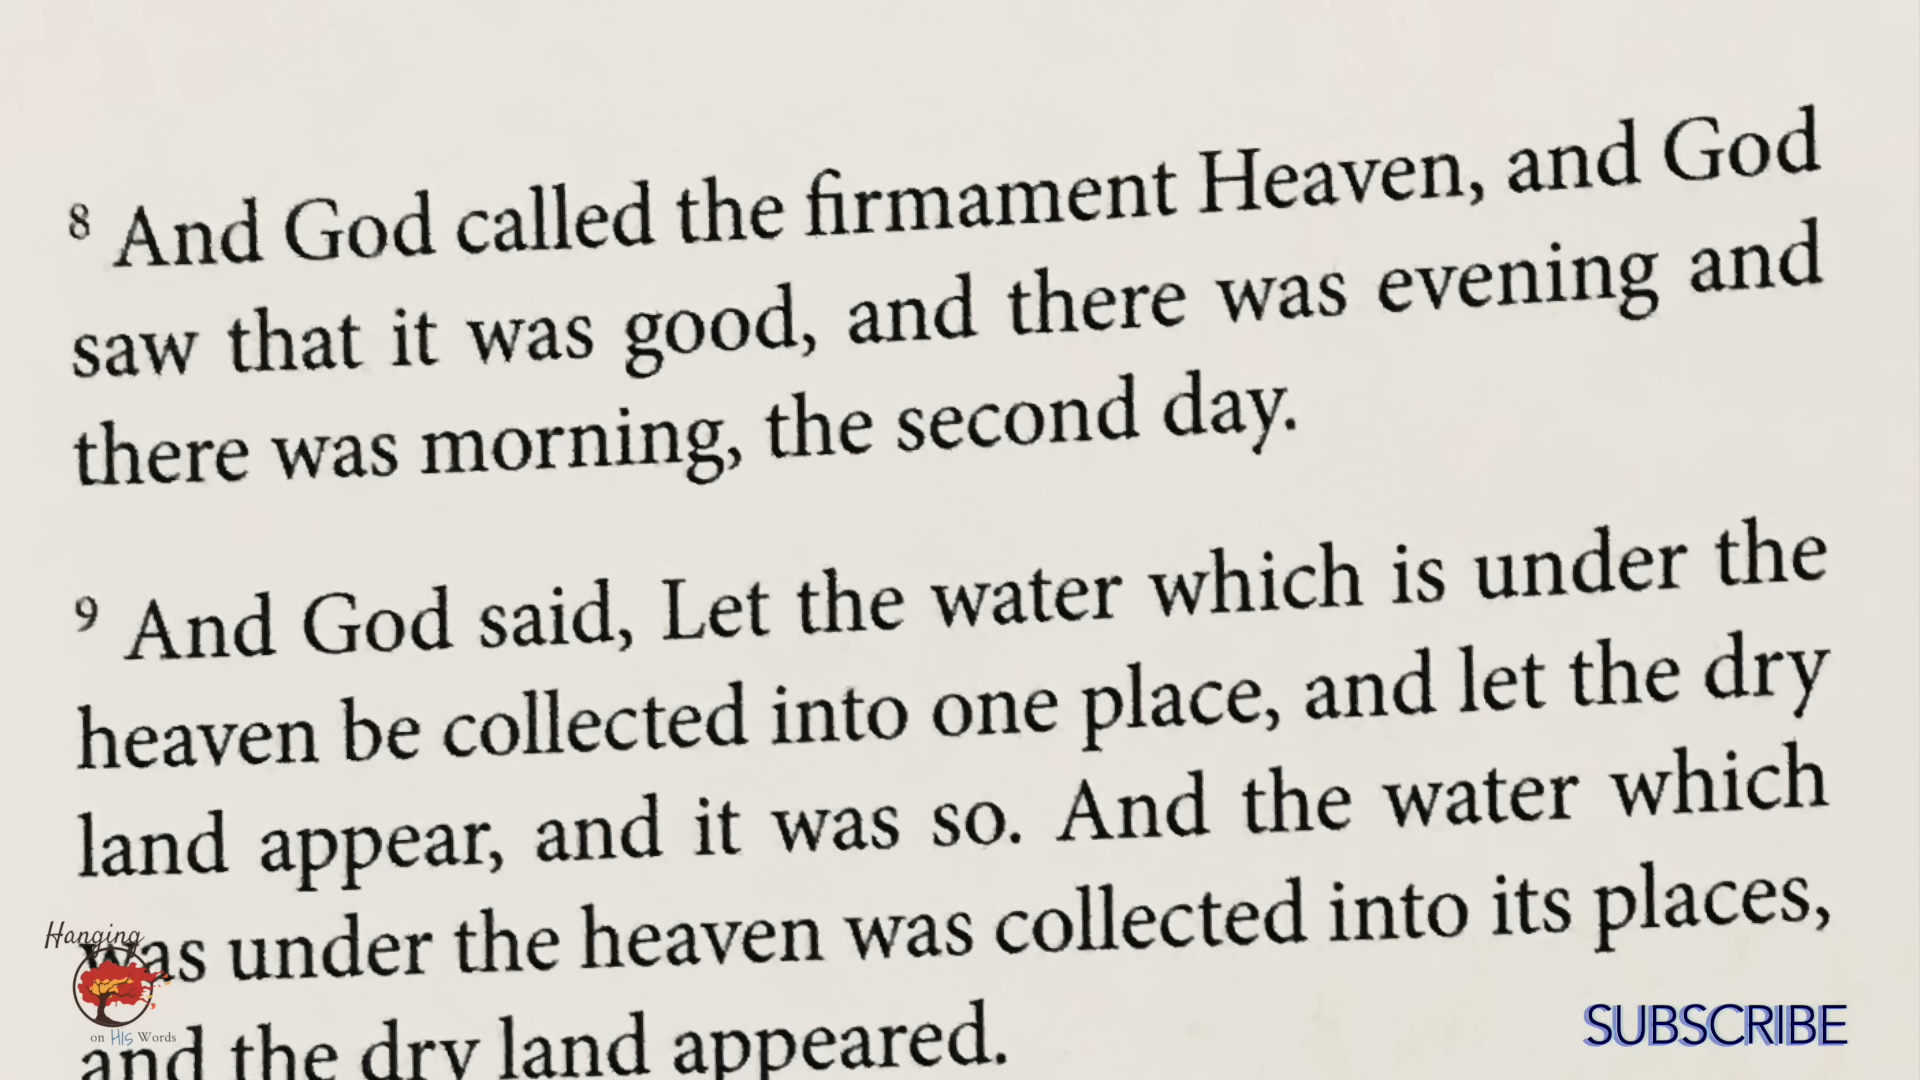 8 And God called the firmament Heaven, and God
saw that it was good, and there was evening and
there was morning, the second day.
9 And God said, Let the water which is under the
heaven be collected into one place, and let the dry
land appear, and it was so. And the water which
was under the heaven was collected into its places,
and the dry land appeared.
Hanging
on HIS Words
SUBSCRIBE